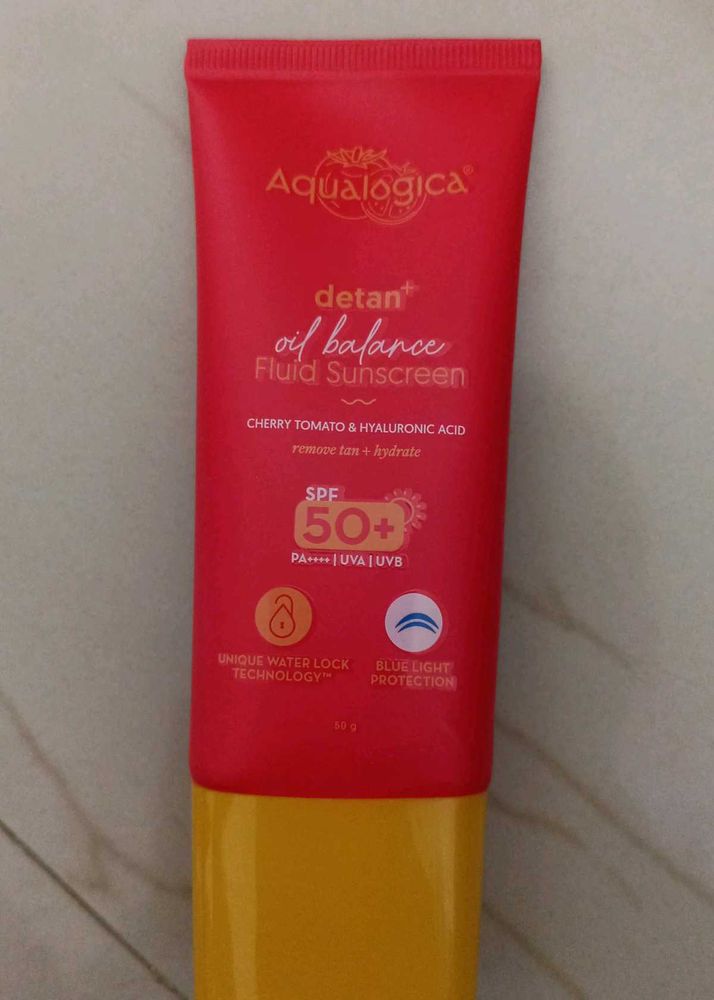 Aqualogica®
detan+
oil balance
Fluid Sunscreen
CHERRY TOMATO & HYALURONIC ACID
remove tan + hydrate
SPF
50+
PA++++ | UVA | UVB
UNIQUE WATER LOCK
TECHNOLOGY™
BLUE LIGHT
PROTECTION
50 g